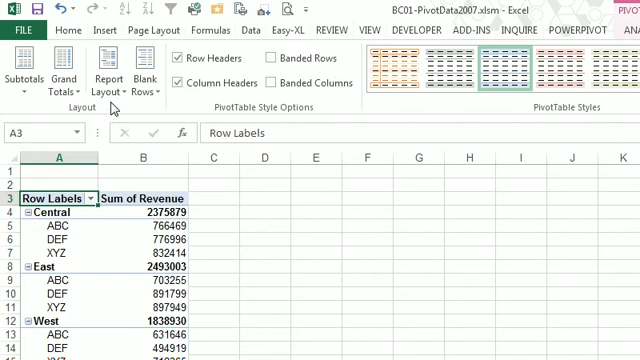 BC01-PivotData2007.xlsm - Excel
PIVOT
FILE Home Insert Page Layout Formulas Data Easy-XL REVIEW VIEW DEVELOPER ADD-INS INQUIRE POWERPIVOT ANA
Subtotals Grand Totals Report Layout Blank Rows
Row Headers Banded Rows
Column Headers Banded Columns
Layout PivotTable Style Options PivotTable Styles
A3 fx Row Labels
A B C D E F G H I J K
1
2
3 Row Labels Sum of Revenue
4 Central 2375879
5 ABC 766469
6 DEF 776996
7 XYZ 832414
8 East 2493003
9 ABC 703255
10 DEF 891799
11 XYZ 897949
12 West 1838930
13 ABC 631646
14 DEF 494919